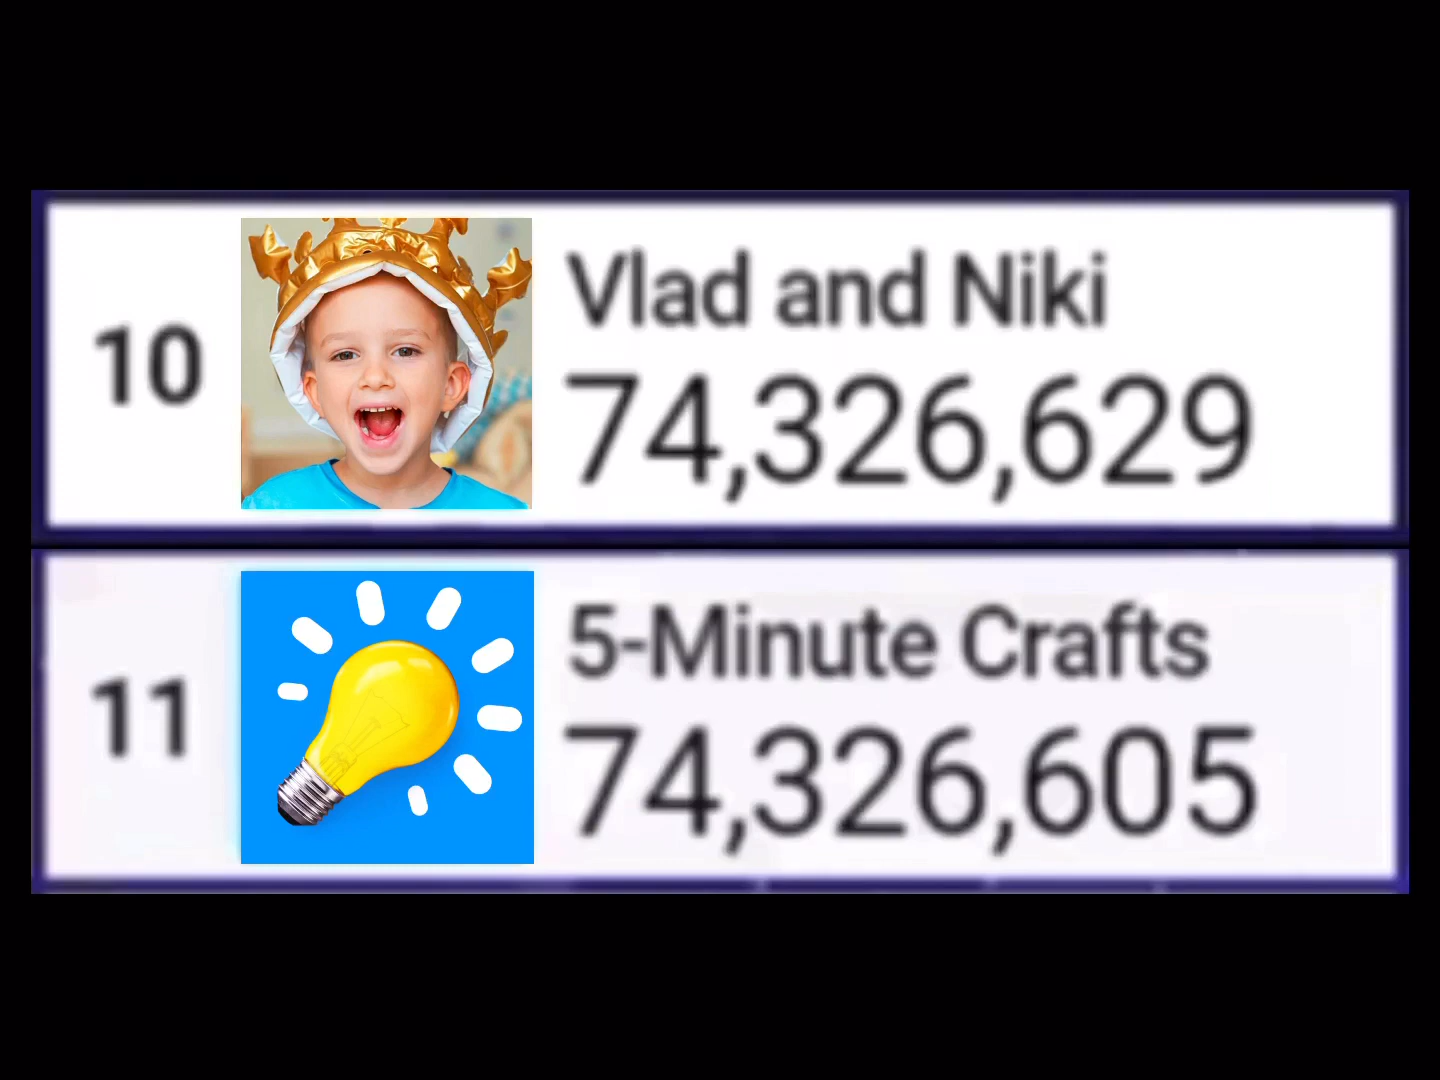 10
Vlad and Niki
74,326,629
11
5-Minute Crafts
74,326,605